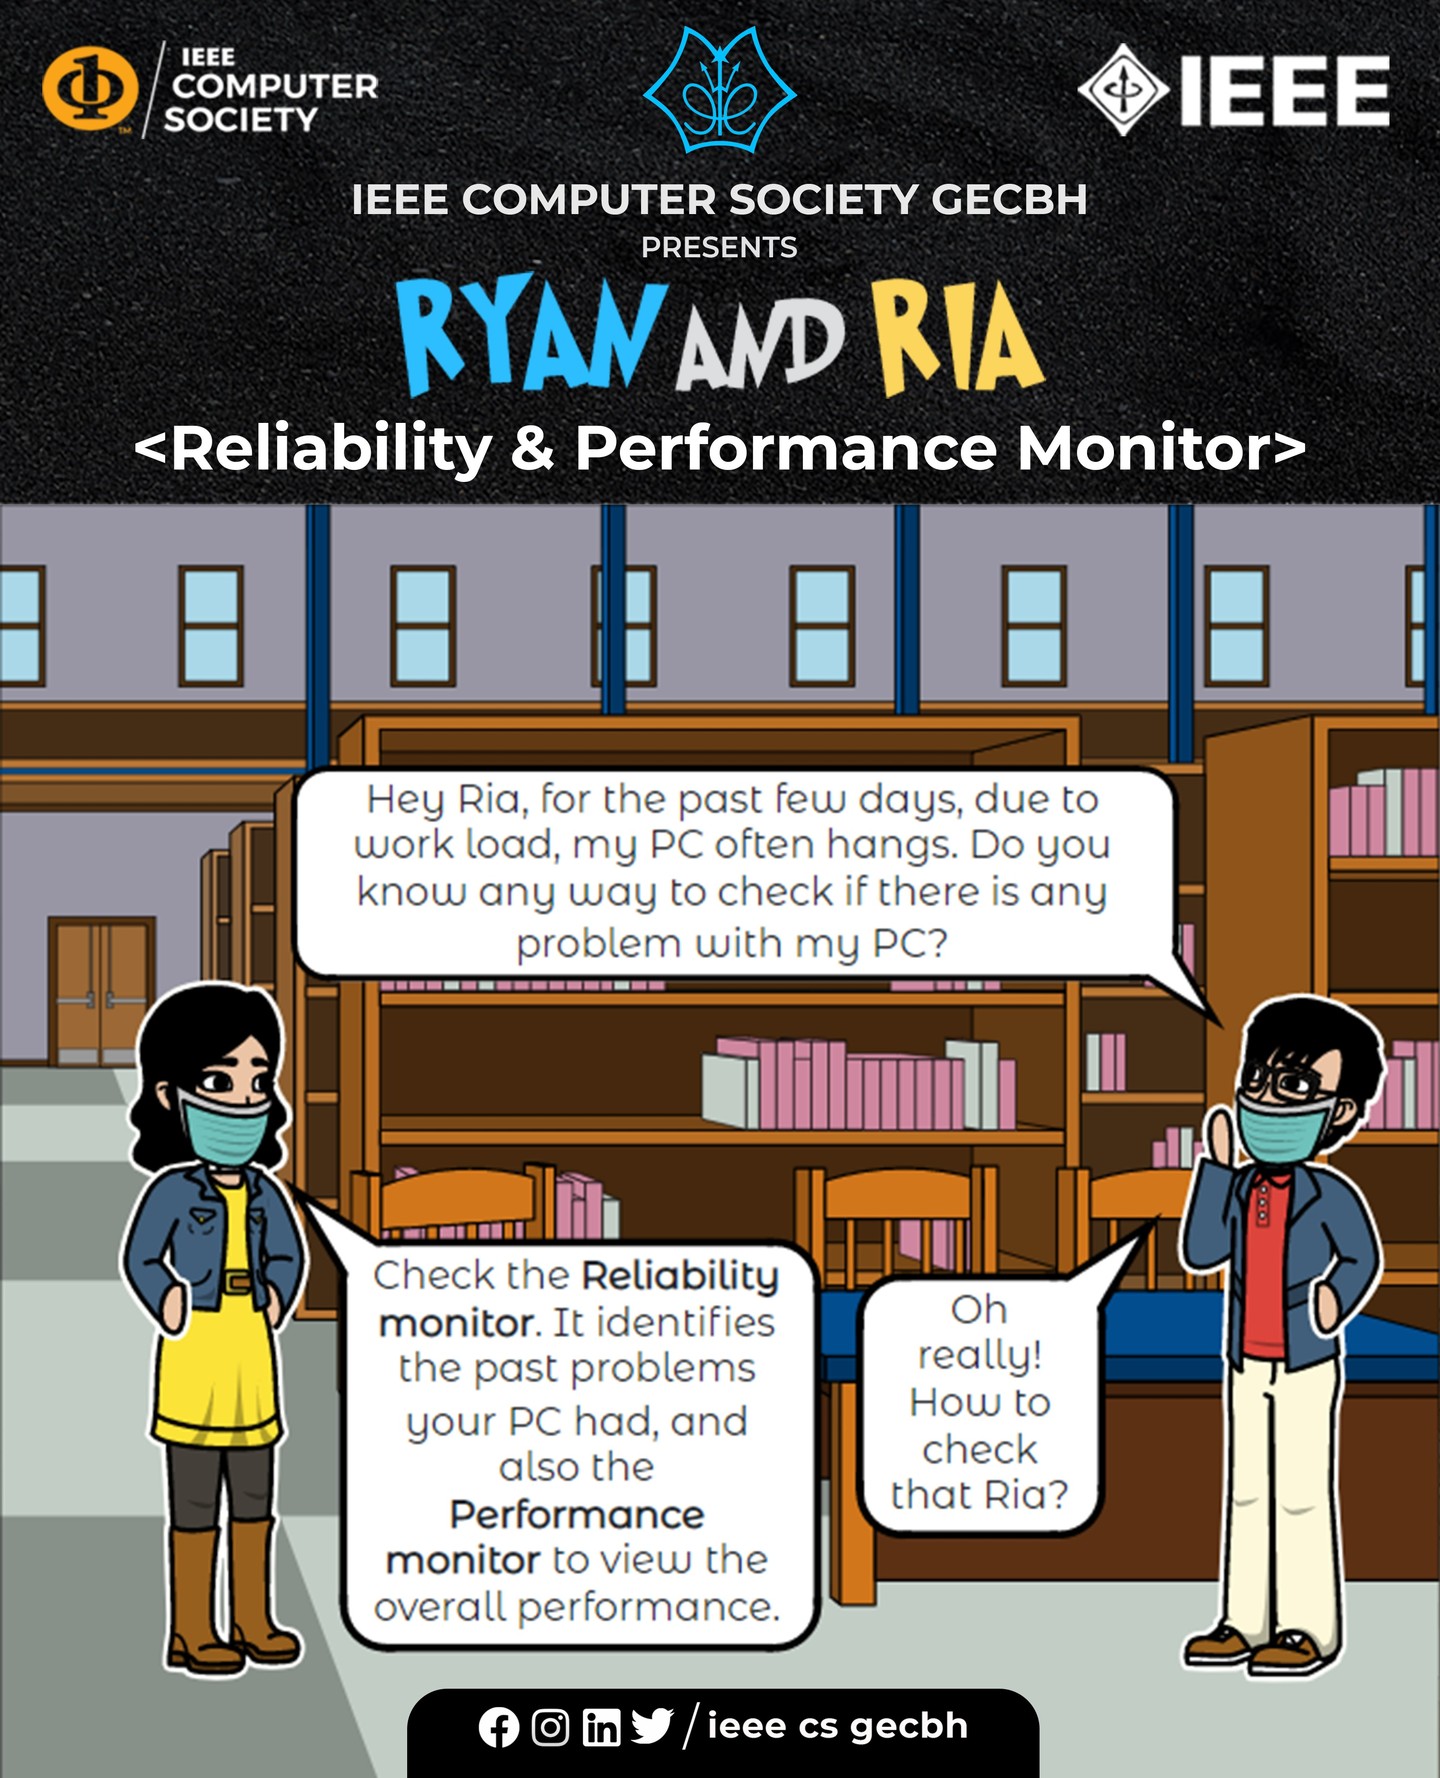 IEEE
COMPUTER
SOCIETY
TM
IEEE
IEEE COMPUTER SOCIETY GECBH
PRESENTS
RYAN AND RIA
<Reliability & Performance Monitor>
Hey Ria, for the past few days, due to
work load, my PC often hangs. Do you
know any way to check if there is any
problem with my PC?
Check the Reliability
monitor. It identifies
the past problems
your PC had, and
also the
Performance
monitor to view the
overall performance.
Oh
really!
How to
check
that Ria?
/ieee cs gecbh